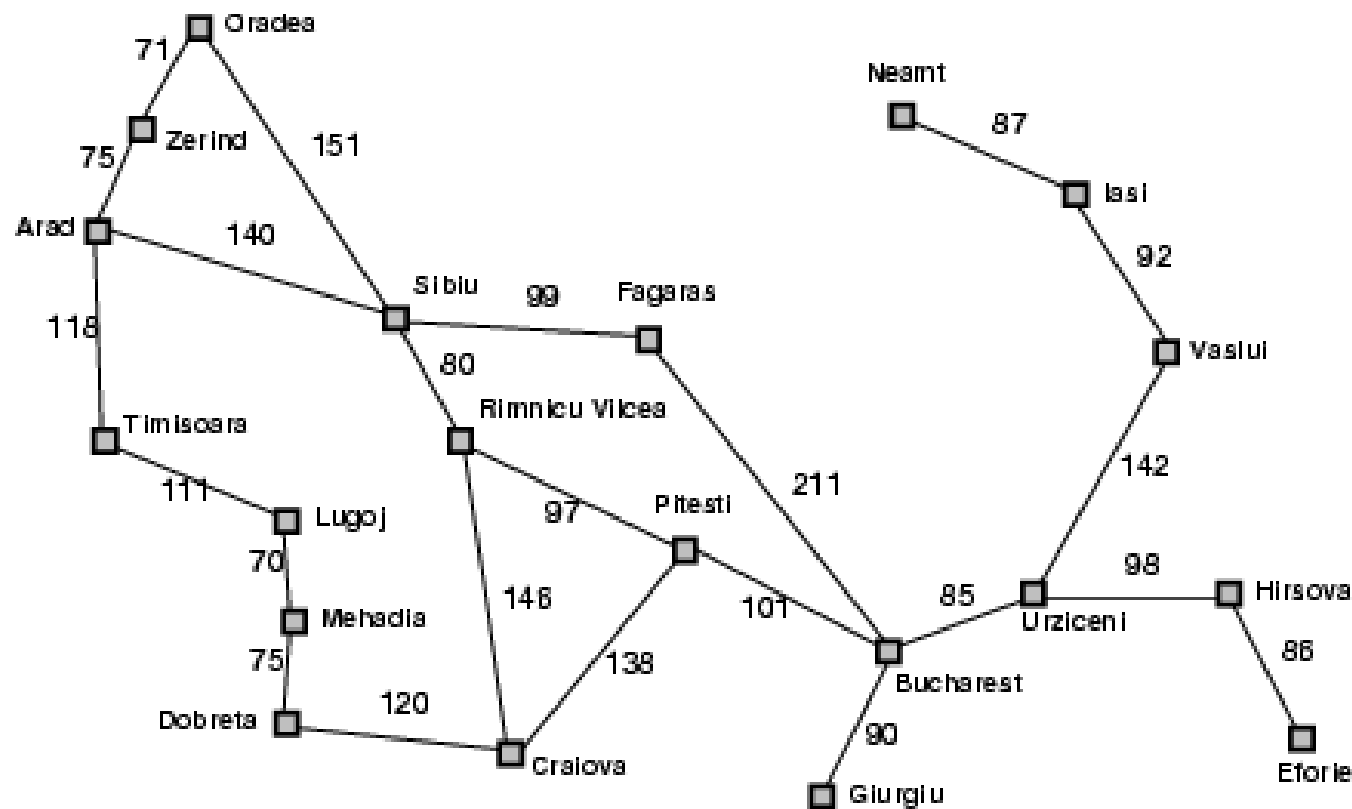 Oradea
71
Neamt
87
Zerind
151
75
Iasi
Arad
140
92
Sibiu
99
Fagaras
118
80
Vaslui
Timisoara
Rimnicu Vilcea
142
111
211
Lugoj
97
Pitesti
70
98
146
101
85
Hirsova
Mehadia
Urziceni
138
86
75
Bucharest
120
Dobreta
90
Craiova
Eforie
Giurgiu